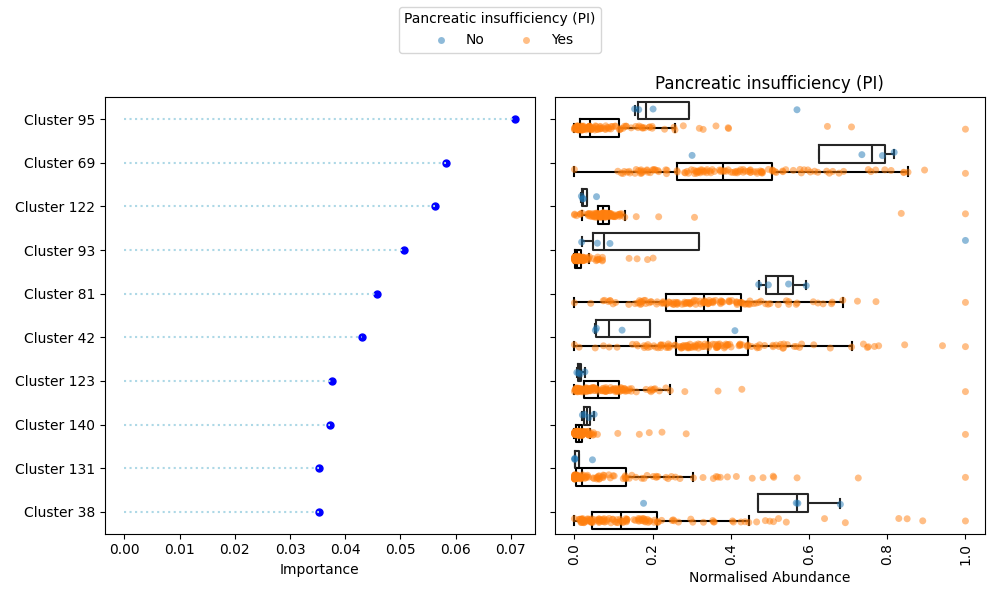 Pancreatic insufficiency (PI)
No Yes
Pancreatic insufficiency (PI)
Cluster 95
Cluster 69
Cluster 122
Cluster 93
Cluster 81
Cluster 42
Cluster 123
Cluster 140
Cluster 131
Cluster 38
0.00 0.01 0.02 0.03 0.04 0.05 0.06 0.07
Importance
0.0 0.2 0.4 0.6 0.8 1.0
Normalised Abundance